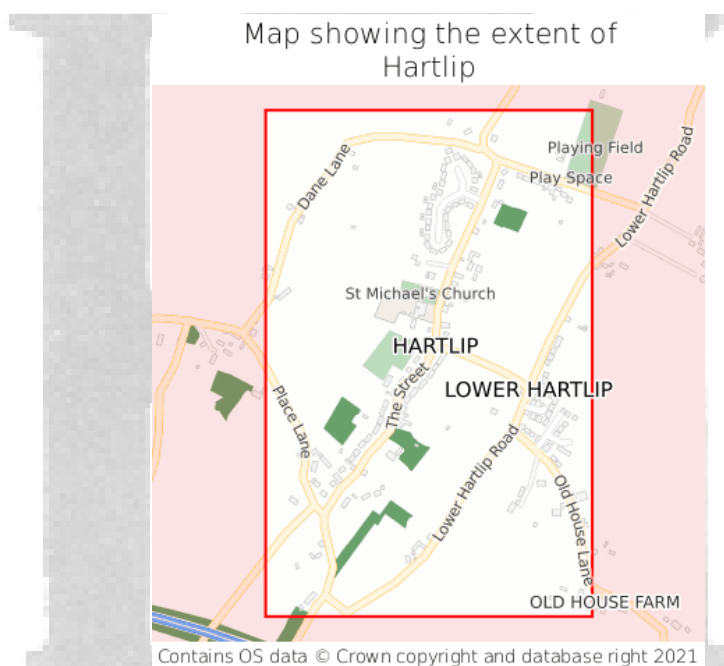 Map showing the extent of
Hartlip
Playing Field
Dane Lane
Play Space
Lower Hartlip Road
St Michael's Church
HARTLIP
The Street
LOWER HARTLIP
Place Lane
Lower Hartlip Road
Old House Lane
OLD HOUSE FARM
Contains OS data © Crown copyright and database right 2021